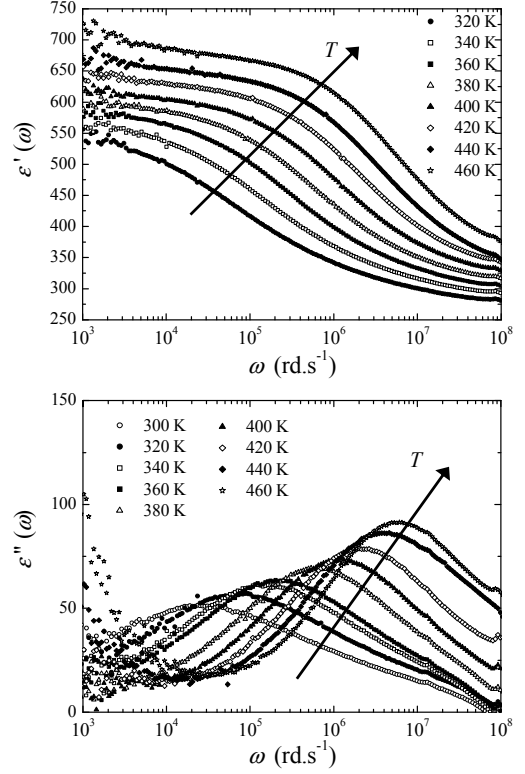 750
700
650
600
550
500
450
400
350
300
250
ε' (ω)
T
320 K
340 K
360 K
380 K
400 K
420 K
440 K
460 K
10³ 10⁴ 10⁵ 10⁶ 10⁷ 10⁸
ω (rd.s⁻¹)
150
100
50
0
ε" (ω)
300 K 400 K
320 K 420 K
340 K 440 K
360 K 460 K
380 K
T
10³ 10⁴ 10⁵ 10⁶ 10⁷ 10⁸
ω (rd.s⁻¹)